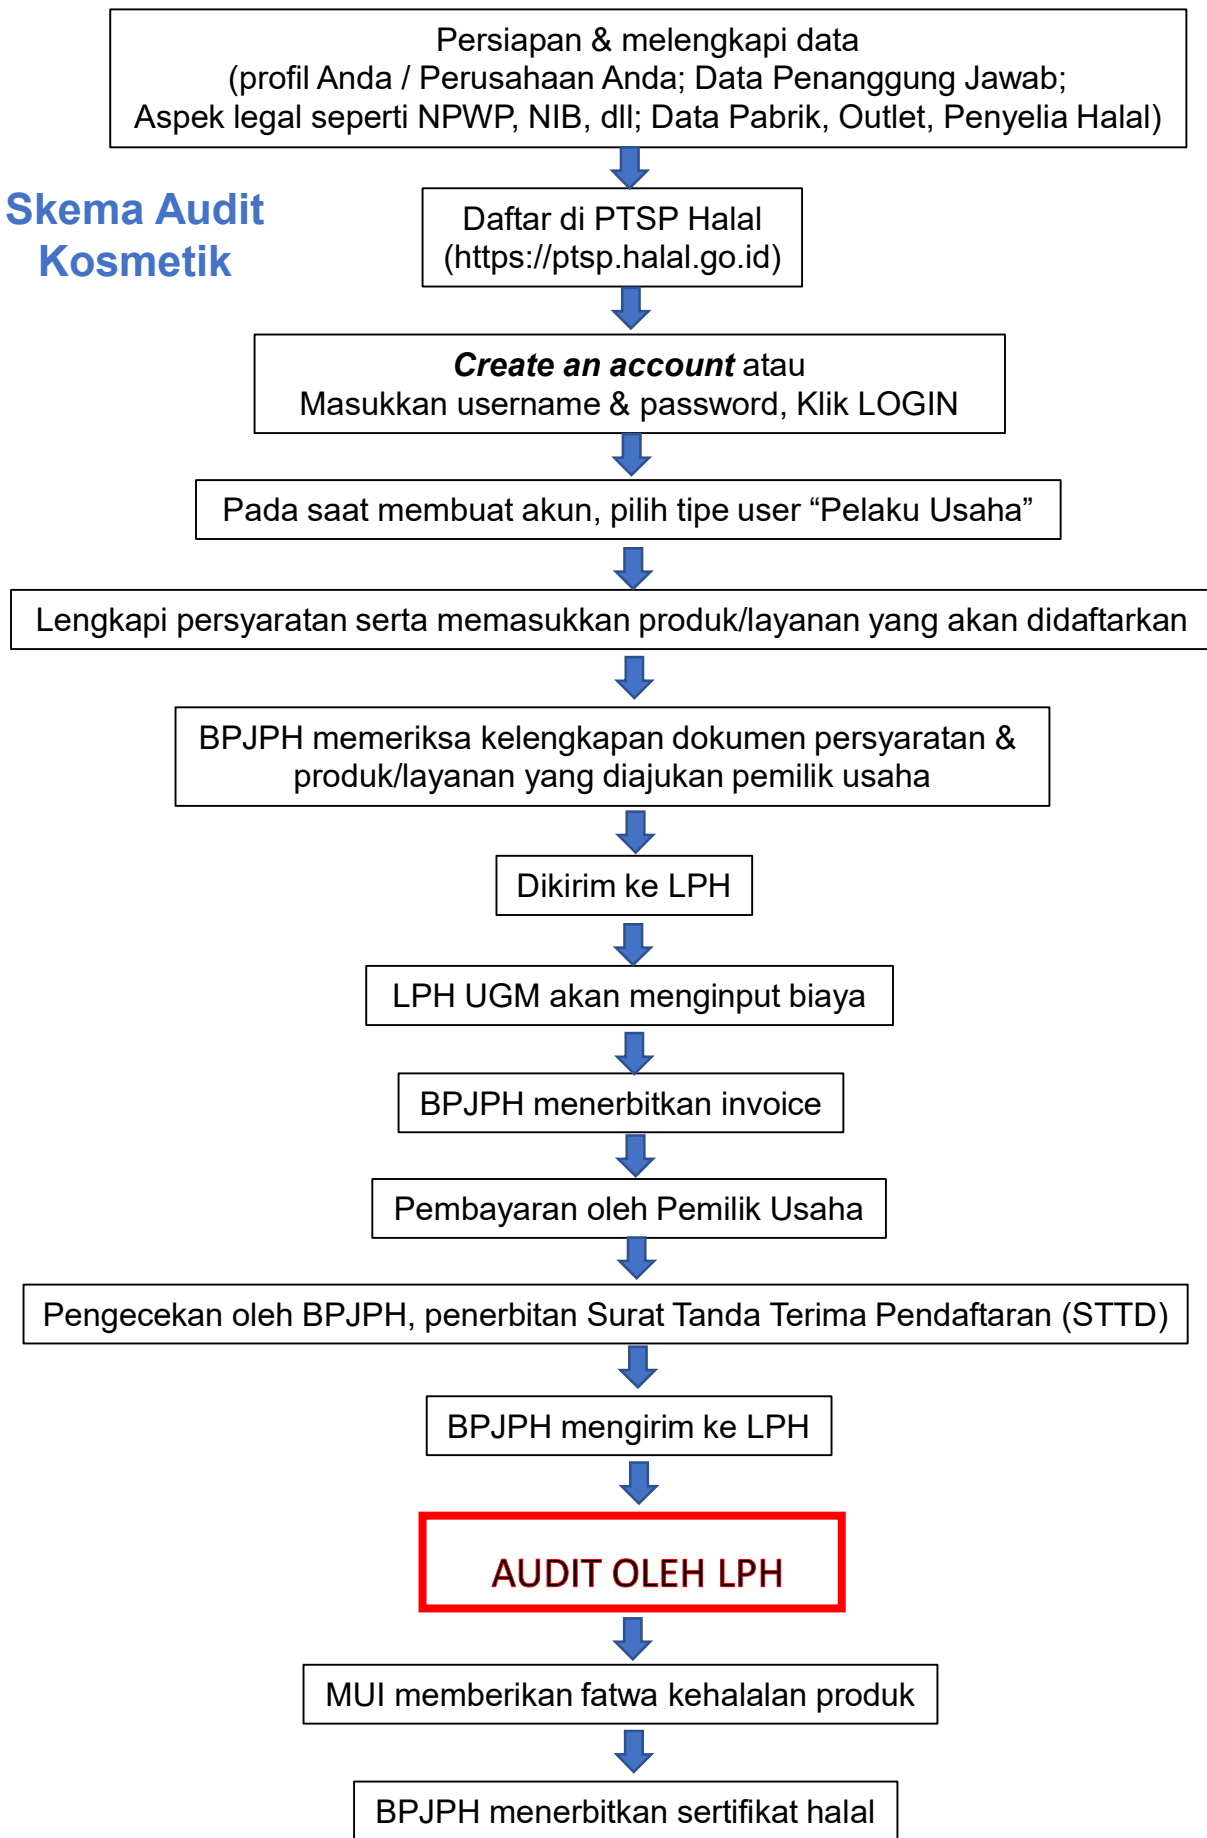 Persiapan & melengkapi data
(profil Anda / Perusahaan Anda; Data Penanggung Jawab;
Aspek legal seperti NPWP, NIB, dll; Data Pabrik, Outlet, Penyelia Halal)
Skema Audit
Kosmetik
Daftar di PTSP Halal
(https://ptsp.halal.go.id)
Create an account atau
Masukkan username & password, Klik LOGIN
Pada saat membuat akun, pilih tipe user “Pelaku Usaha”
Lengkapi persyaratan serta memasukkan produk/layanan yang akan didaftarkan
BPJPH memeriksa kelengkapan dokumen persyaratan &
produk/layanan yang diajukan pemilik usaha
Dikirim ke LPH
LPH UGM akan menginput biaya
BPJPH menerbitkan invoice
Pembayaran oleh Pemilik Usaha
Pengecekan oleh BPJPH, penerbitan Surat Tanda Terima Pendaftaran (STTD)
BPJPH mengirim ke LPH
AUDIT OLEH LPH
MUI memberikan fatwa kehalalan produk
BPJPH menerbitkan sertifikat halal